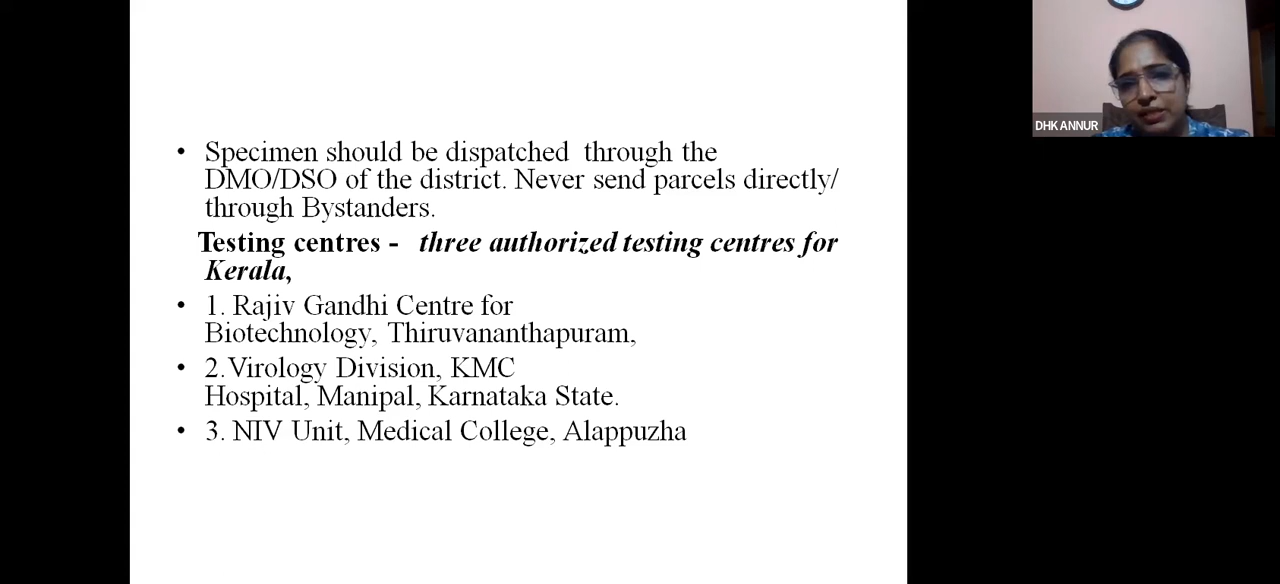 • Specimen should be dispatched through the
DMO/DSO of the district. Never send parcels directly/
through Bystanders.
Testing centres - three authorized testing centres for
Kerala,
• 1. Rajiv Gandhi Centre for
Biotechnology, Thiruvananthapuram,
• 2.Virology Division, KMC
Hospital, Manipal, Karnataka State.
• 3. NIV Unit, Medical College, Alappuzha
DHKANNUR